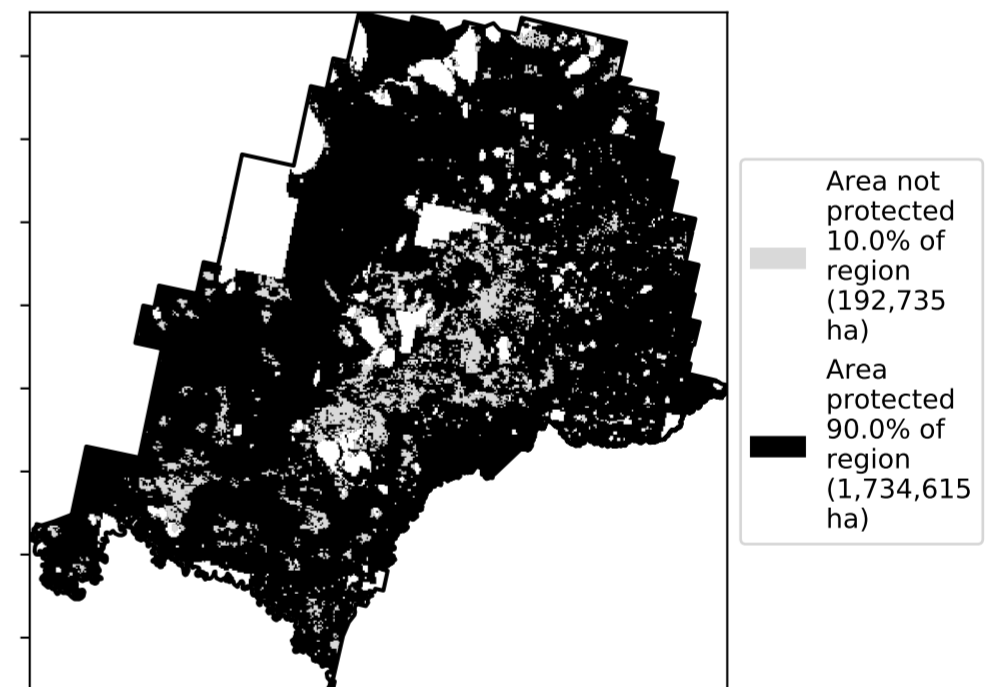 Area not
protected
10.0% of
region
(192,735
ha)
Area
protected
90.0% of
region
(1,734,615
ha)